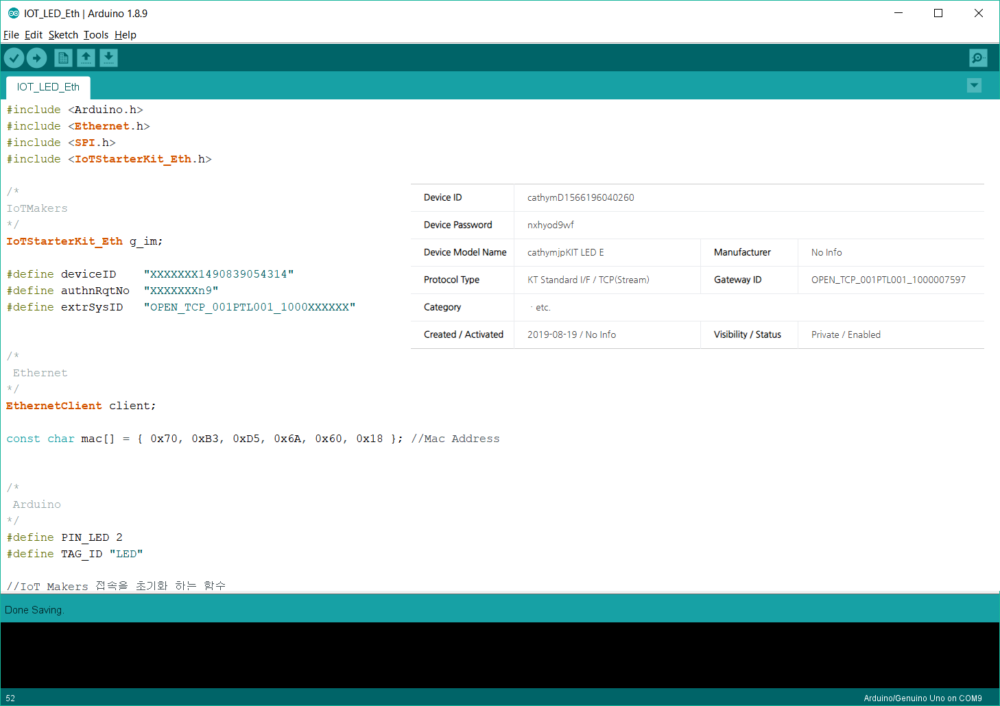 IOT_LED_Eth | Arduino 1.8.9
File Edit Sketch Tools Help
IOT_LED_Eth
#include <Arduino.h>
#include <Ethernet.h>
#include <SPI.h>
#include <IoTStarterKit_Eth.h>
/*
IoTMakers
*/
IoTStarterKit_Eth g_im;
#define deviceID "XXXXXXX1490839054314"
#define authnRqtNo "XXXXXXXn9"
#define extrSysID "OPEN_TCP_001PTL001_1000XXXXXX"
/*
Ethernet
*/
EthernetClient client;
const char mac[] = { 0x70, 0xB3, 0xD5, 0x6A, 0x60, 0x18 }; //Mac Address
/*
Arduino
*/
#define PIN_LED 2
#define TAG_ID "LED"
//IoT Makers 접속을 초기화 하는 함수
Device ID cathymD1566196040260
Device Password nxhyod9wf
Device Model Name cathymjpKIT LED E Manufacturer No Info
Protocol Type KT Standard I/F / TCP(Stream) Gateway ID OPEN_TCP_001PTL001_1000007597
Category · etc.
Created / Activated 2019-08-19 / No Info Visibility / Status Private / Enabled
Done Saving.
52 Arduino/Genuino Uno on COM9